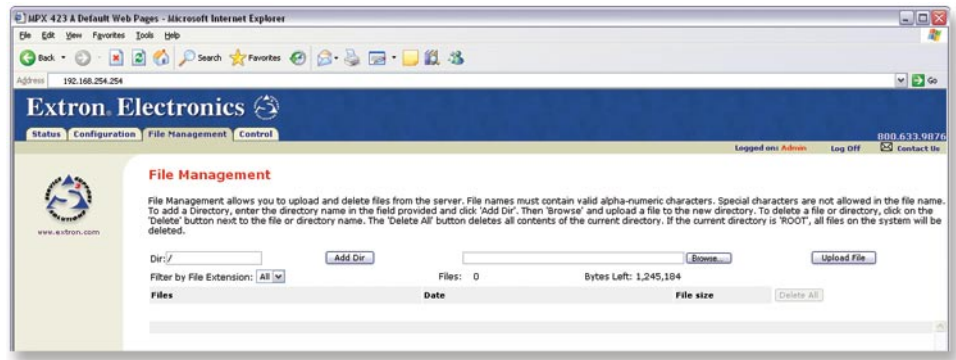 MPX 423 A Default Web Pages - Microsoft Internet Explorer
File Edit View Favorites Tools Help
Back Search Favorites
Address 192.168.254.254 Go
Extron. Electronics
Status Configuration File Management Control
800.633.9876
Logged on: Admin Log Off Contact Us
www.extron.com
File Management
File Management allows you to upload and delete files from the server. File names must contain valid alpha-numeric characters. Special characters are not allowed in the file name.
To add a Directory, enter the directory name in the field provided and click 'Add Dir'. Then 'Browse' and upload a file to the new directory. To delete a file or directory, click on the
'Delete' button next to the file or directory name. The 'Delete All' button deletes all contents of the current directory. If the current directory is 'ROOT', all files on the system will be
deleted.
Dir: / Add Dir Browse... Upload File
Filter by File Extension: All Files: 0 Bytes Left: 1,245,184
Files Date File size Delete All